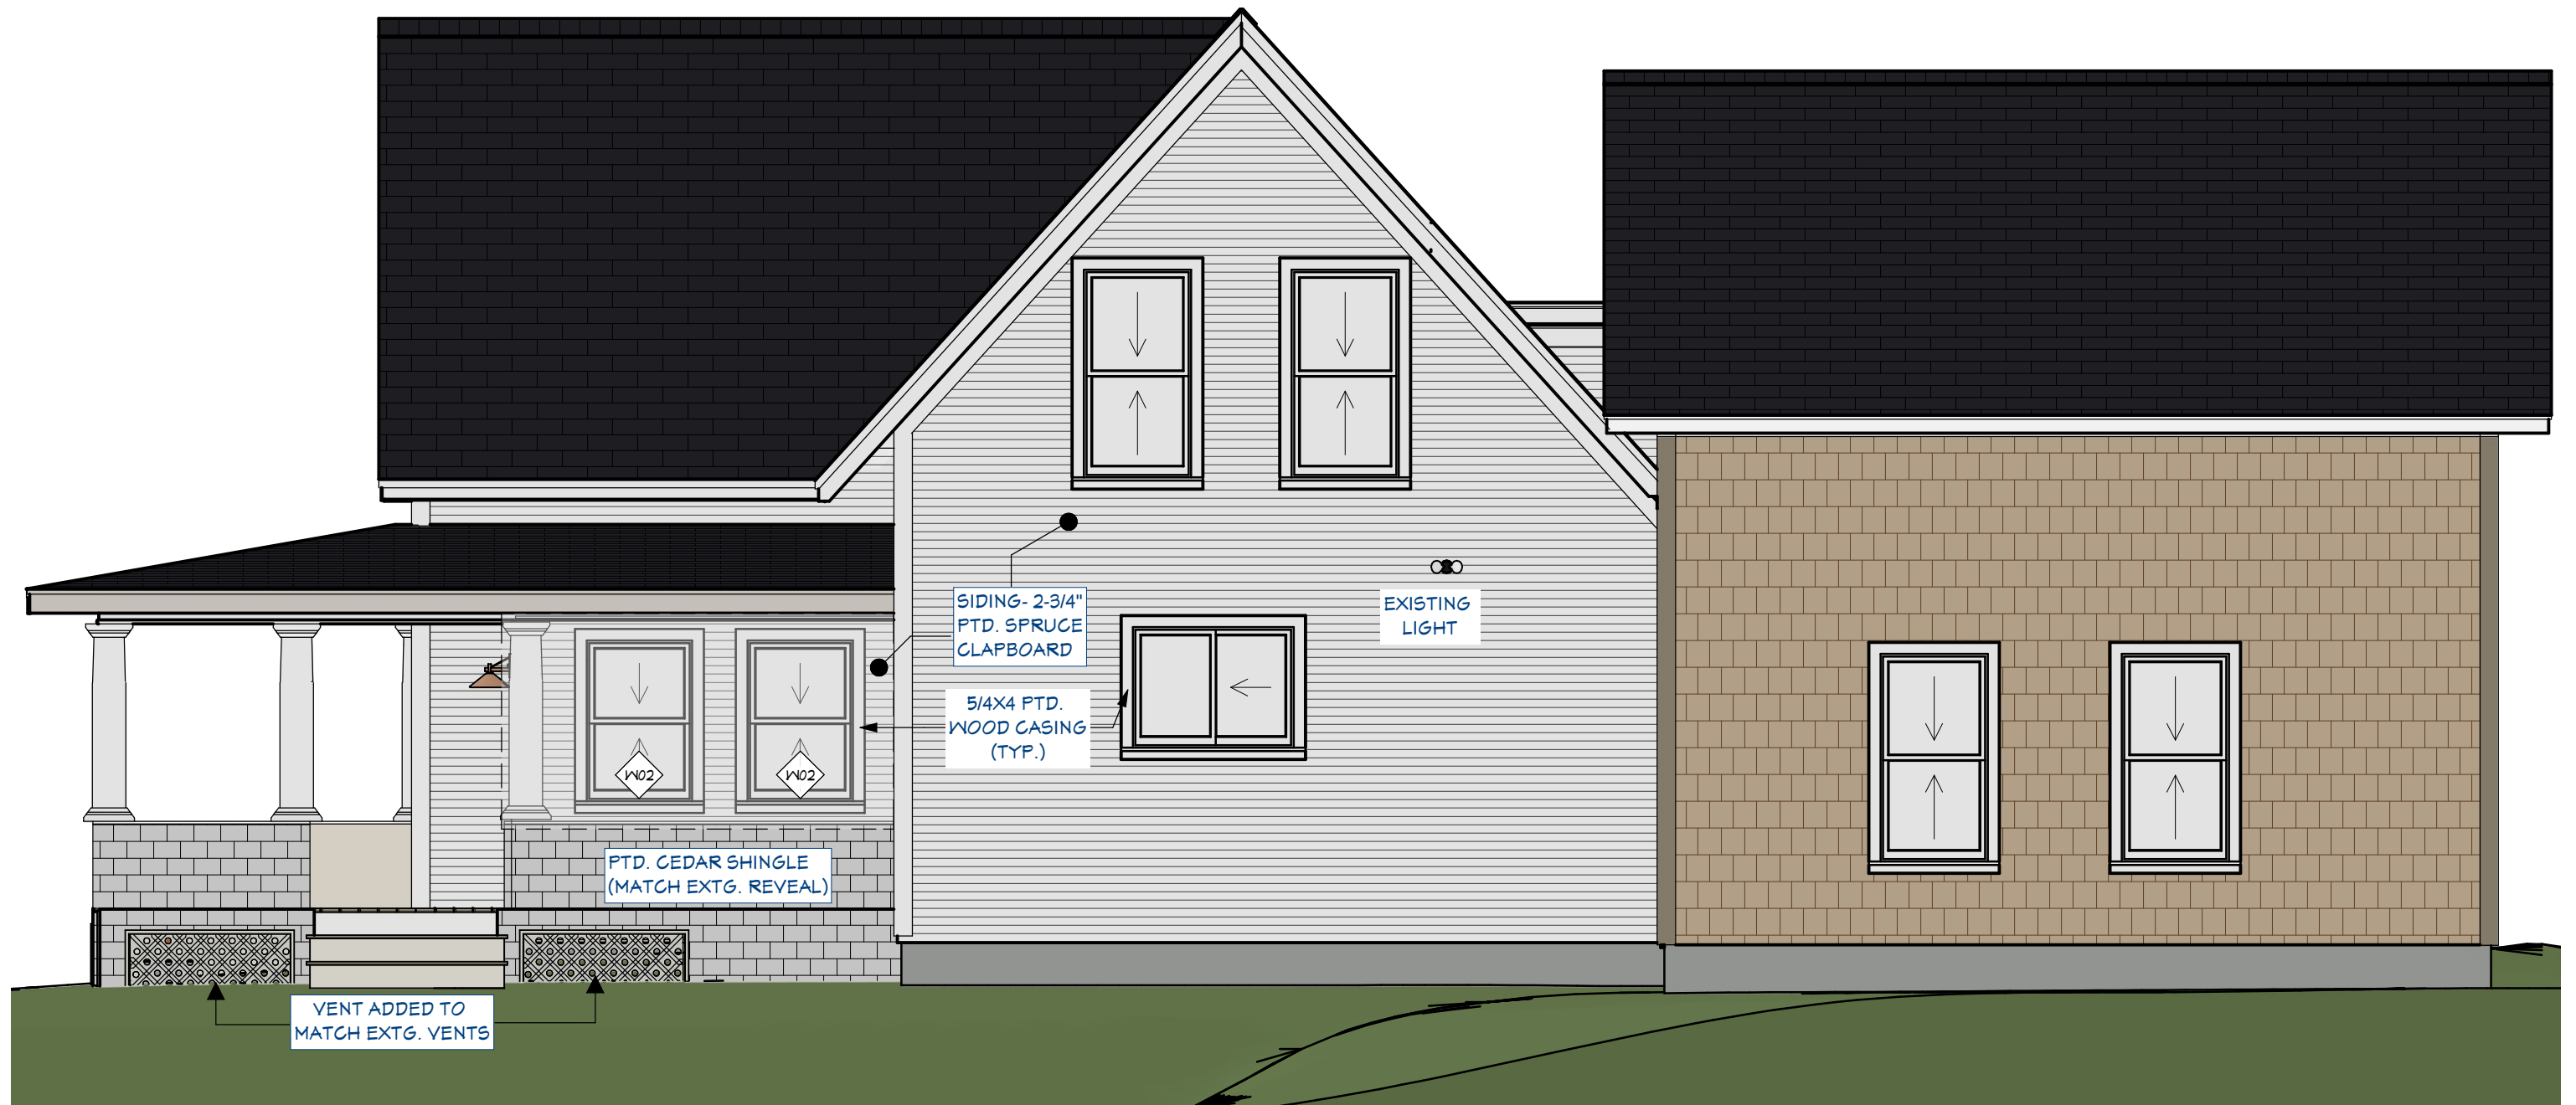 SIDING- 2-3/4"
PTD. SPRUCE
CLAPBOARD
EXISTING
LIGHT
5/4X4 PTD.
WOOD CASING
(TYP.)
W02
W02
PTD. CEDAR SHINGLE
(MATCH EXTG. REVEAL)
VENT ADDED TO
MATCH EXTG. VENTS